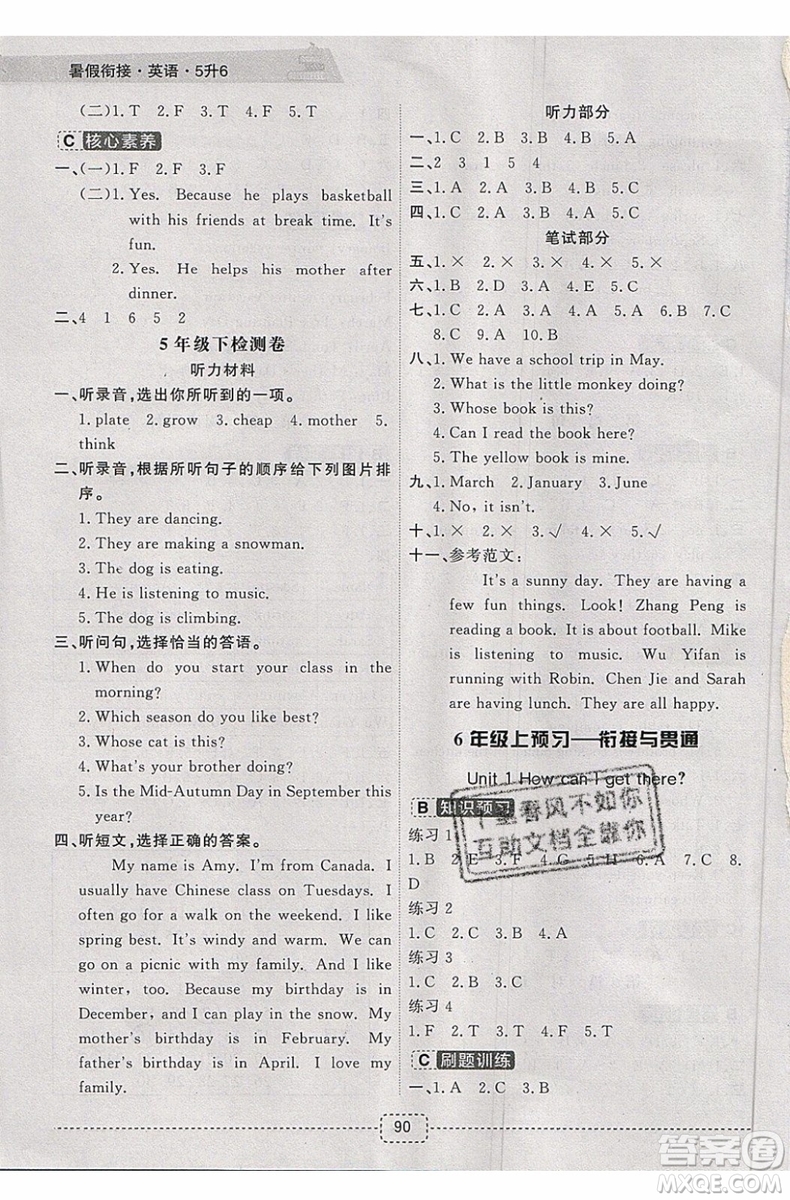 暑假衔接·英语·5升6
(二)1. T 2. F 3. F 4. F 5. T
C 核心素养
一、(一)1. F 2. F 3. F
(二)1. Yes. Because he plays basketball
with his friends at break time. It's
fun.
2. Yes. He helps his mother after
dinner.
二、4 1 6 5 2
5年级下检测卷
听力材料
一、听录音,选出你所听到的一项。
1. plate 2. grow 3. cheap 4. mother 5.
think
二、听录音,根据所听句子的顺序给下列图片排
序。
1. They are dancing.
2. They are making a snowman.
3. The dog is eating.
4. He is listening to music.
5. The dog is climbing.
三、听问句,选择恰当的答语。
1. When do you start your class in the
morning?
2. Which season do you like best?
3. Whose cat is this?
4. What's your brother doing?
5. Is the Mid-Autumn Day in September this
year?
四、听短文,选择正确的答案。
My name is Amy. I'm from Canada. I
usually have Chinese class on Tuesdays. I
often go for a walk on the weekend. I like
spring best. It's windy and warm. I often
go on a picnic with my family. And I like
winter, too. Because my birthday is in
December, and I often play in the snow. I
also often make a snowman. My
mother's birthday is in February. My
father's birthday is in April. I love my
family.
听力部分
一、1. C 2. B 3. B 4. B 5. A
二、2 3 1 5 4
三、1. A 2. A 3. B 4. B 5. A
四、1. C 2. C 3. A 4. B 5. C
笔试部分
五、1. × 2. × 3. × 4. √ 5. ×
六、1. B 2. D 3. A 4. D 5. A
七、1. C 2. A 3. A 4. B 5. B 6. A 7. B
8. C 9. A 10. B
八、1. We have a school trip in May.
2. What is the little monkey doing?
3. Whose book is this?
4. Can I read the book here?
5. The yellow book is mine.
九、1. March 2. January 3. June
4. No, it isn't.
十、1. × 2. × 3. √ 4. × 5. √
十一、参考范文:
It's a sunny day. They are having a
few fun things. Look! Zhang Peng is
reading a book. It is about football. Mike
is listening to music. Wu Yifan is
running with Robin. Chen Jie and Sarah
are having lunch. They are all happy.
6年级上预习——衔接与贯通
Unit 1 How can I get there?
B 知识预习
练习 1
1. B 2. E 3. F 4. G 5. H 6. A 7. C 8.
D
练习 2
1. C 2. C 3. A 4. C
练习 3
1. C 2. C 3. A 4. B 5. C
练习 4
1. F 2. T 3. F 4. T 5. T
C 刷题训练
一、1. A 2. C 3. B
春风不如你
互助文档全靠你
90
答案圈
MXQE.COM